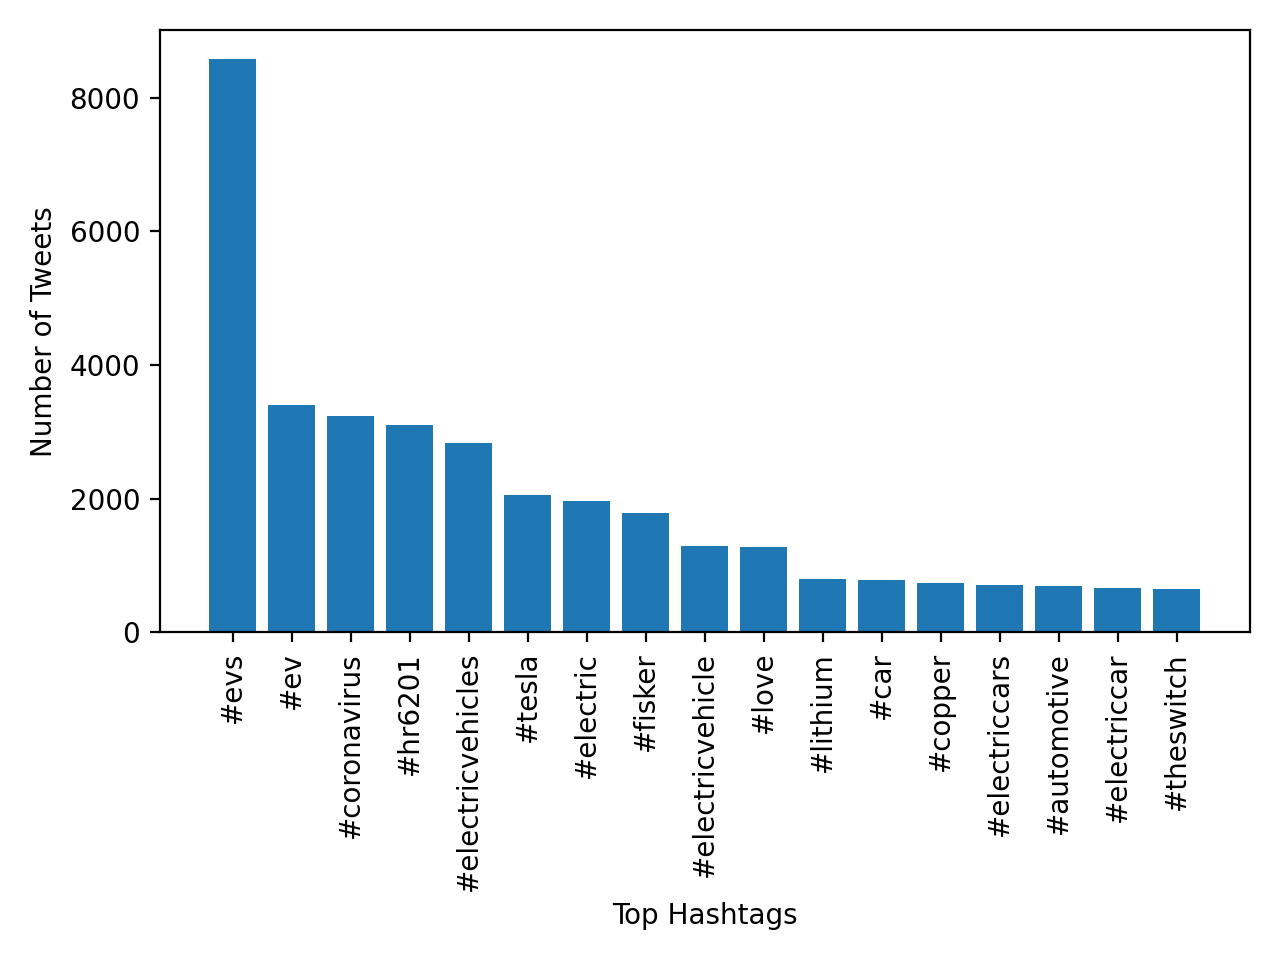 8000
6000
4000
2000
0
Number of Tweets
#evs
#ev
#coronavirus
#hr6201
#electricvehicles
#tesla
#electric
#fisker
#electricvehicle
#love
#lithium
#car
#copper
#electriccars
#automotive
#electriccar
#theswitch
Top Hashtags